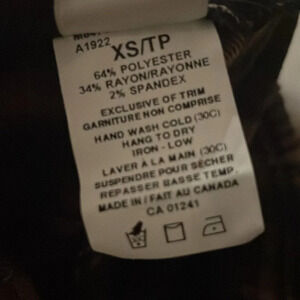 A1922
XS/TP
64% POLYESTER
34% RAYON/RAYONNE
2% SPANDEX
EXCLUSIVE OF TRIM
GARNITURE NON COMPRISE
HAND WASH COLD (30C)
HANG TO DRY
IRON - LOW
LAVER À LA MAIN (30C)
SUSPENDRE POUR SÉCHER
REPASSER BASSE TEMP.
MADE IN / FAIT AU CANADA
CA 01241